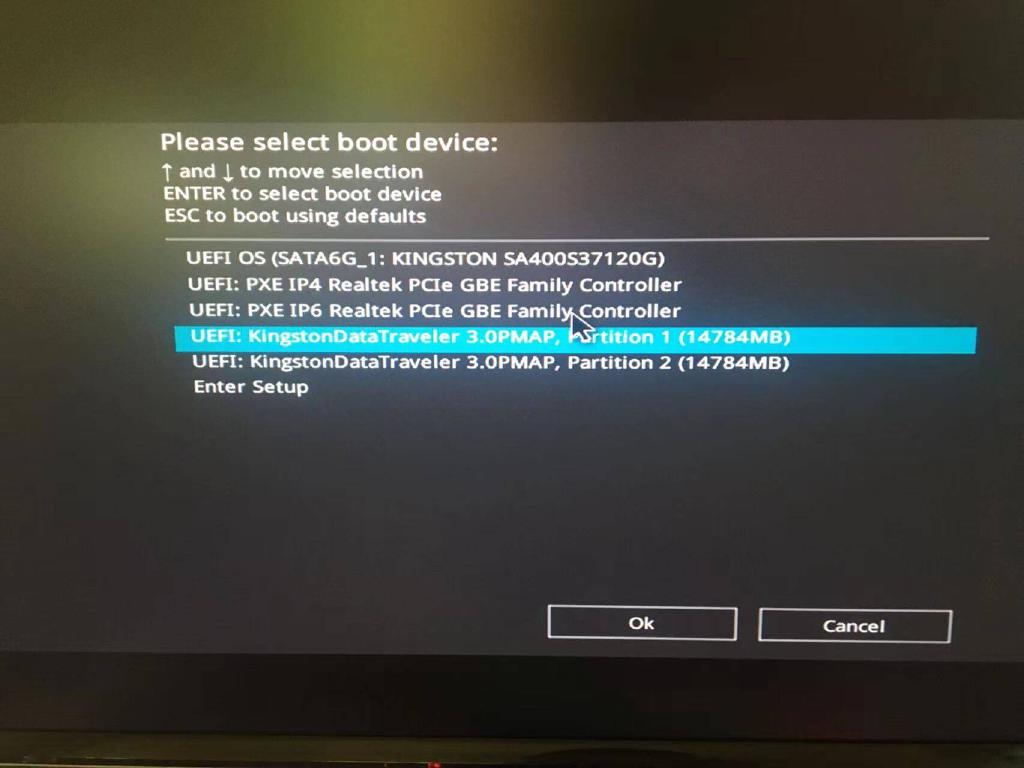 Please select boot device:
↑ and ↓ to move selection
ENTER to select boot device
ESC to boot using defaults
UEFI OS (SATA6G_1: KINGSTON SA400S37120G)
UEFI: PXE IP4 Realtek PCIe GBE Family Controller
UEFI: PXE IP6 Realtek PCIe GBE Family Controller
UEFI: KingstonDataTraveler 3.0PMAP, Partition 1 (14784MB)
UEFI: KingstonDataTraveler 3.0PMAP, Partition 2 (14784MB)
Enter Setup
Ok
Cancel